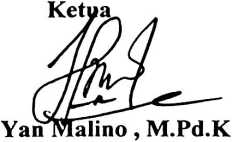 Ketua
Yan Malino , M.Pd.K